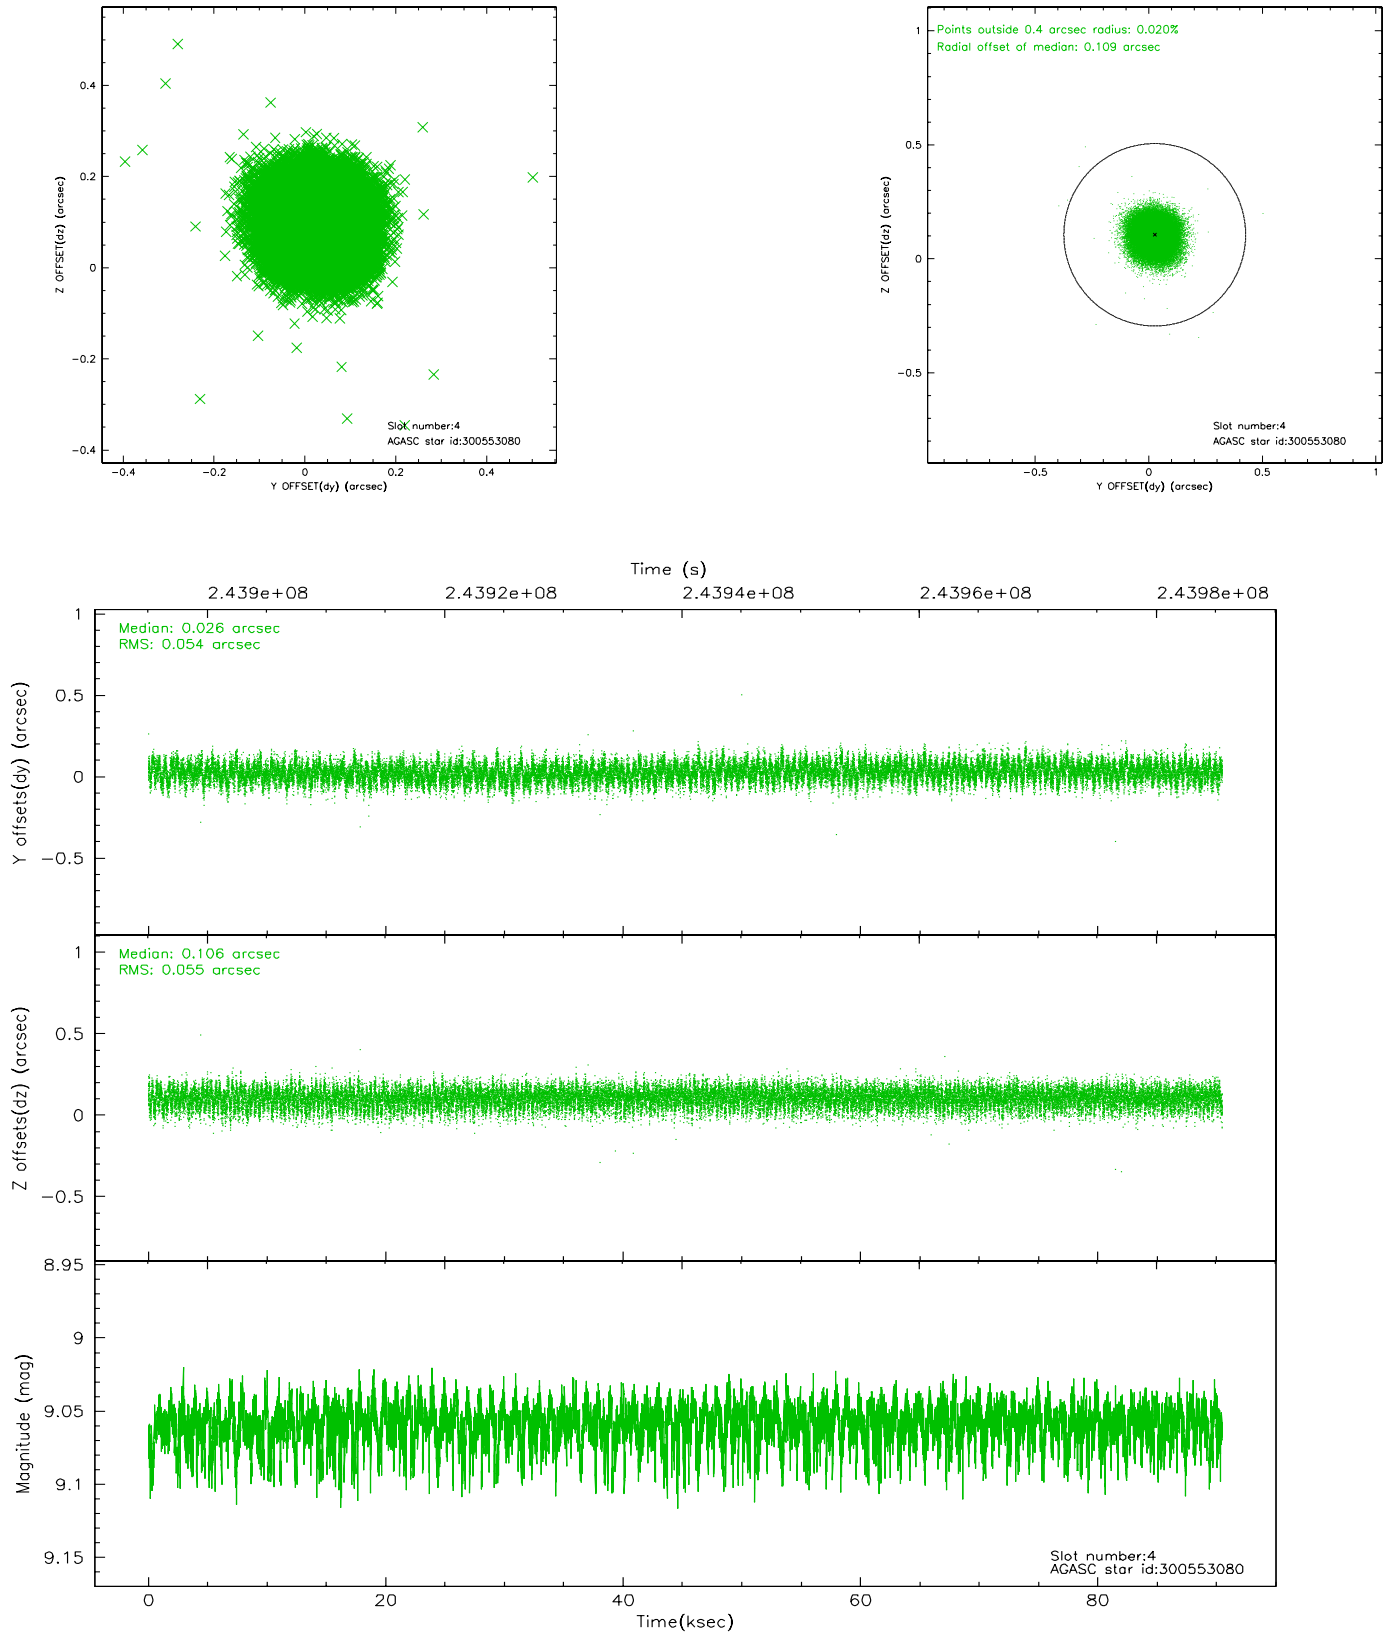 0.4
0.2
0
−0.2
−0.4
Z OFFSET(dz) (arcsec)
Slot number:4
AGASC star id:300553080
−0.4 −0.2 0 0.2 0.4
Y OFFSET(dy) (arcsec)
Points outside 0.4 arcsec radius: 0.020%
Radial offset of median: 0.109 arcsec
1
0.5
0
−0.5
Z OFFSET(dz) (arcsec)
Slot number:4
AGASC star id:300553080
−0.5 0 0.5 1
Y OFFSET(dy) (arcsec)
Time (s)
2.439e+08 2.4392e+08 2.4394e+08 2.4396e+08 2.4398e+08
Median: 0.026 arcsec
RMS: 0.054 arcsec
1
0.5
0
−0.5
Y offsets(dy) (arcsec)
Median: 0.106 arcsec
RMS: 0.055 arcsec
1
0.5
0
−0.5
Z offsets(dz) (arcsec)
8.95
9
9.05
9.1
9.15
Magnitude (mag)
Slot number:4
AGASC star id:300553080
0 20 40 60 80
Time(ksec)